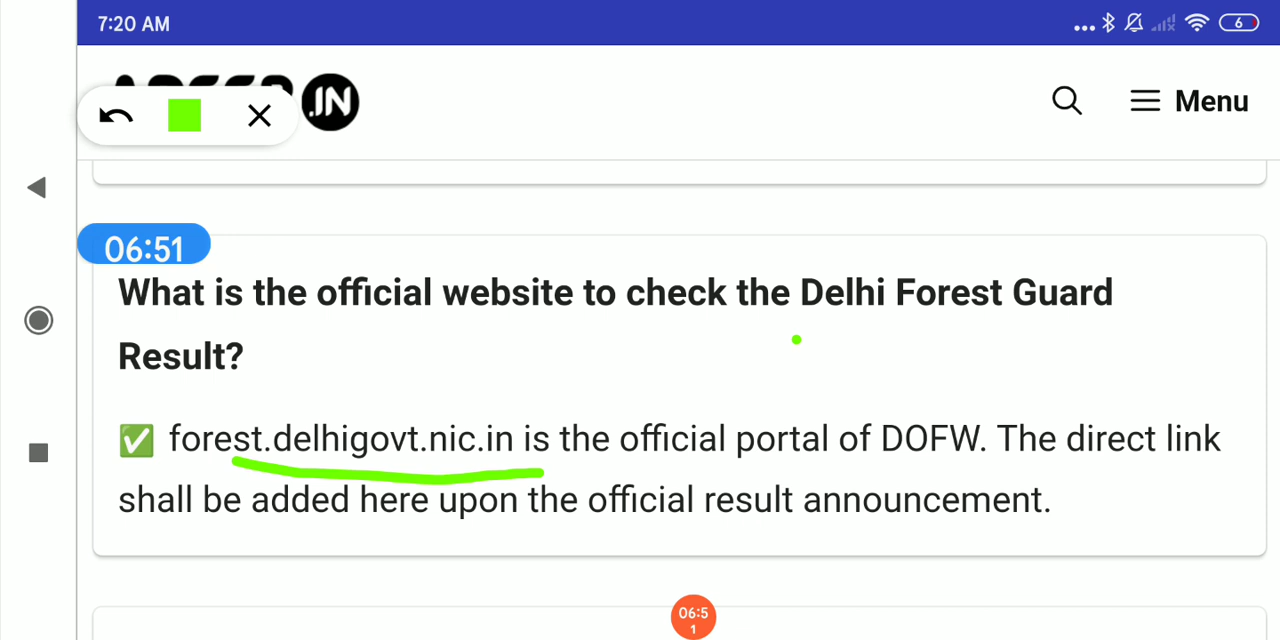 7:20 AM
6
.IN
Menu
06:51
What is the official website to check the Delhi Forest Guard
Result?
✅ forest.delhigovt.nic.in is the official portal of DOFW. The direct link
shall be added here upon the official result announcement.
06:5
1